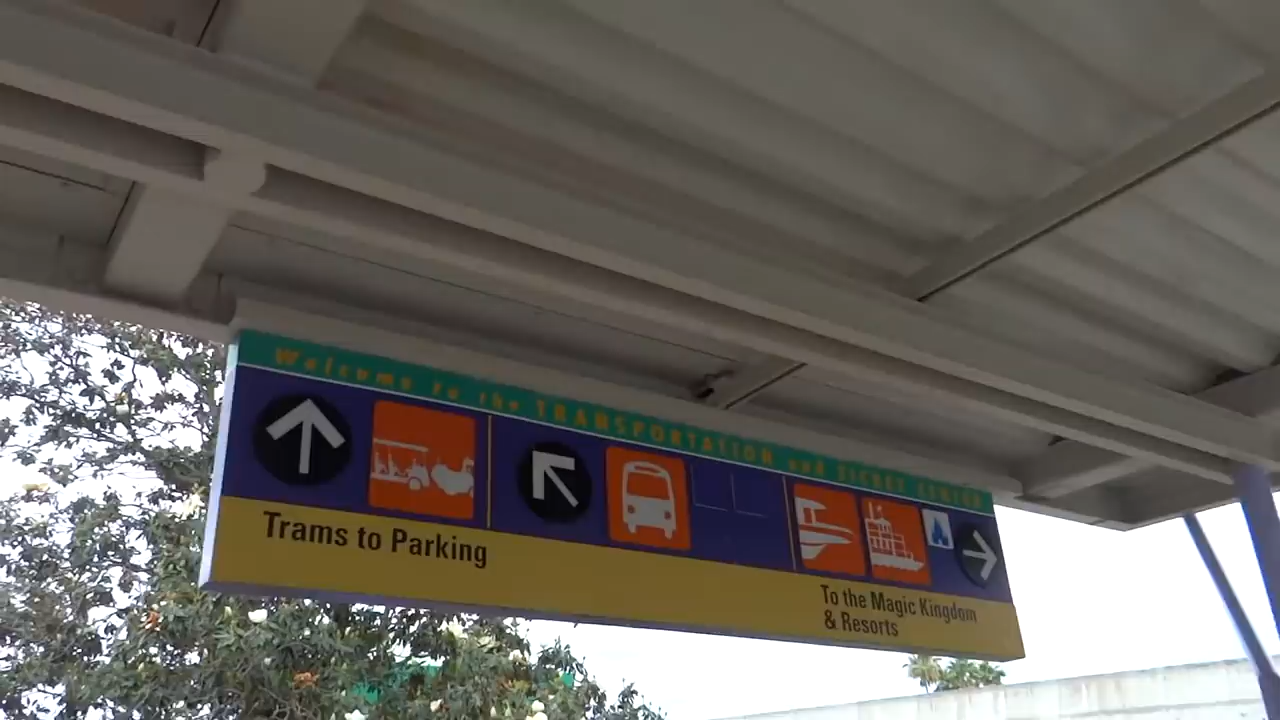 Welcome to the TRANSPORTATION and TICKET CENTER
Trams to Parking
To the Magic Kingdom
& Resorts